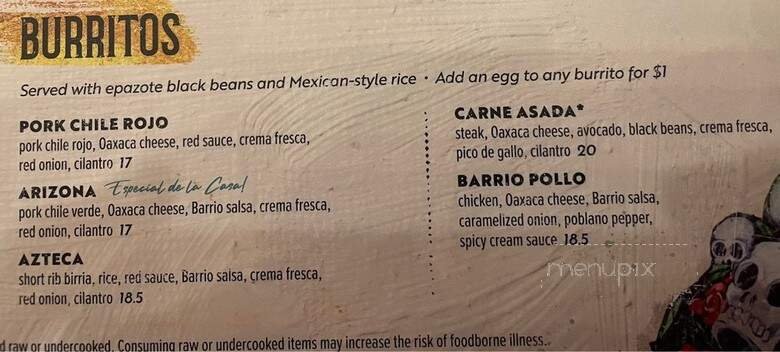 BURRITOS
Served with epazote black beans and Mexican-style rice • Add an egg to any burrito for $1
PORK CHILE ROJO
pork chile rojo, Oaxaca cheese, red sauce, crema fresca,
red onion, cilantro 17
ARIZONA Especial de la Casa!
pork chile verde, Oaxaca cheese, Barrio salsa, crema fresca,
red onion, cilantro 17
AZTECA
short rib birria, rice, red sauce, Barrio salsa, crema fresca,
red onion, cilantro 18.5
CARNE ASADA*
steak, Oaxaca cheese, avocado, black beans, crema fresca,
pico de gallo, cilantro 20
BARRIO POLLO
chicken, Oaxaca cheese, Barrio salsa,
caramelized onion, poblano pepper,
spicy cream sauce 18.5
menupix
raw or undercooked. Consuming raw or undercooked items may increase the risk of foodborne illness.